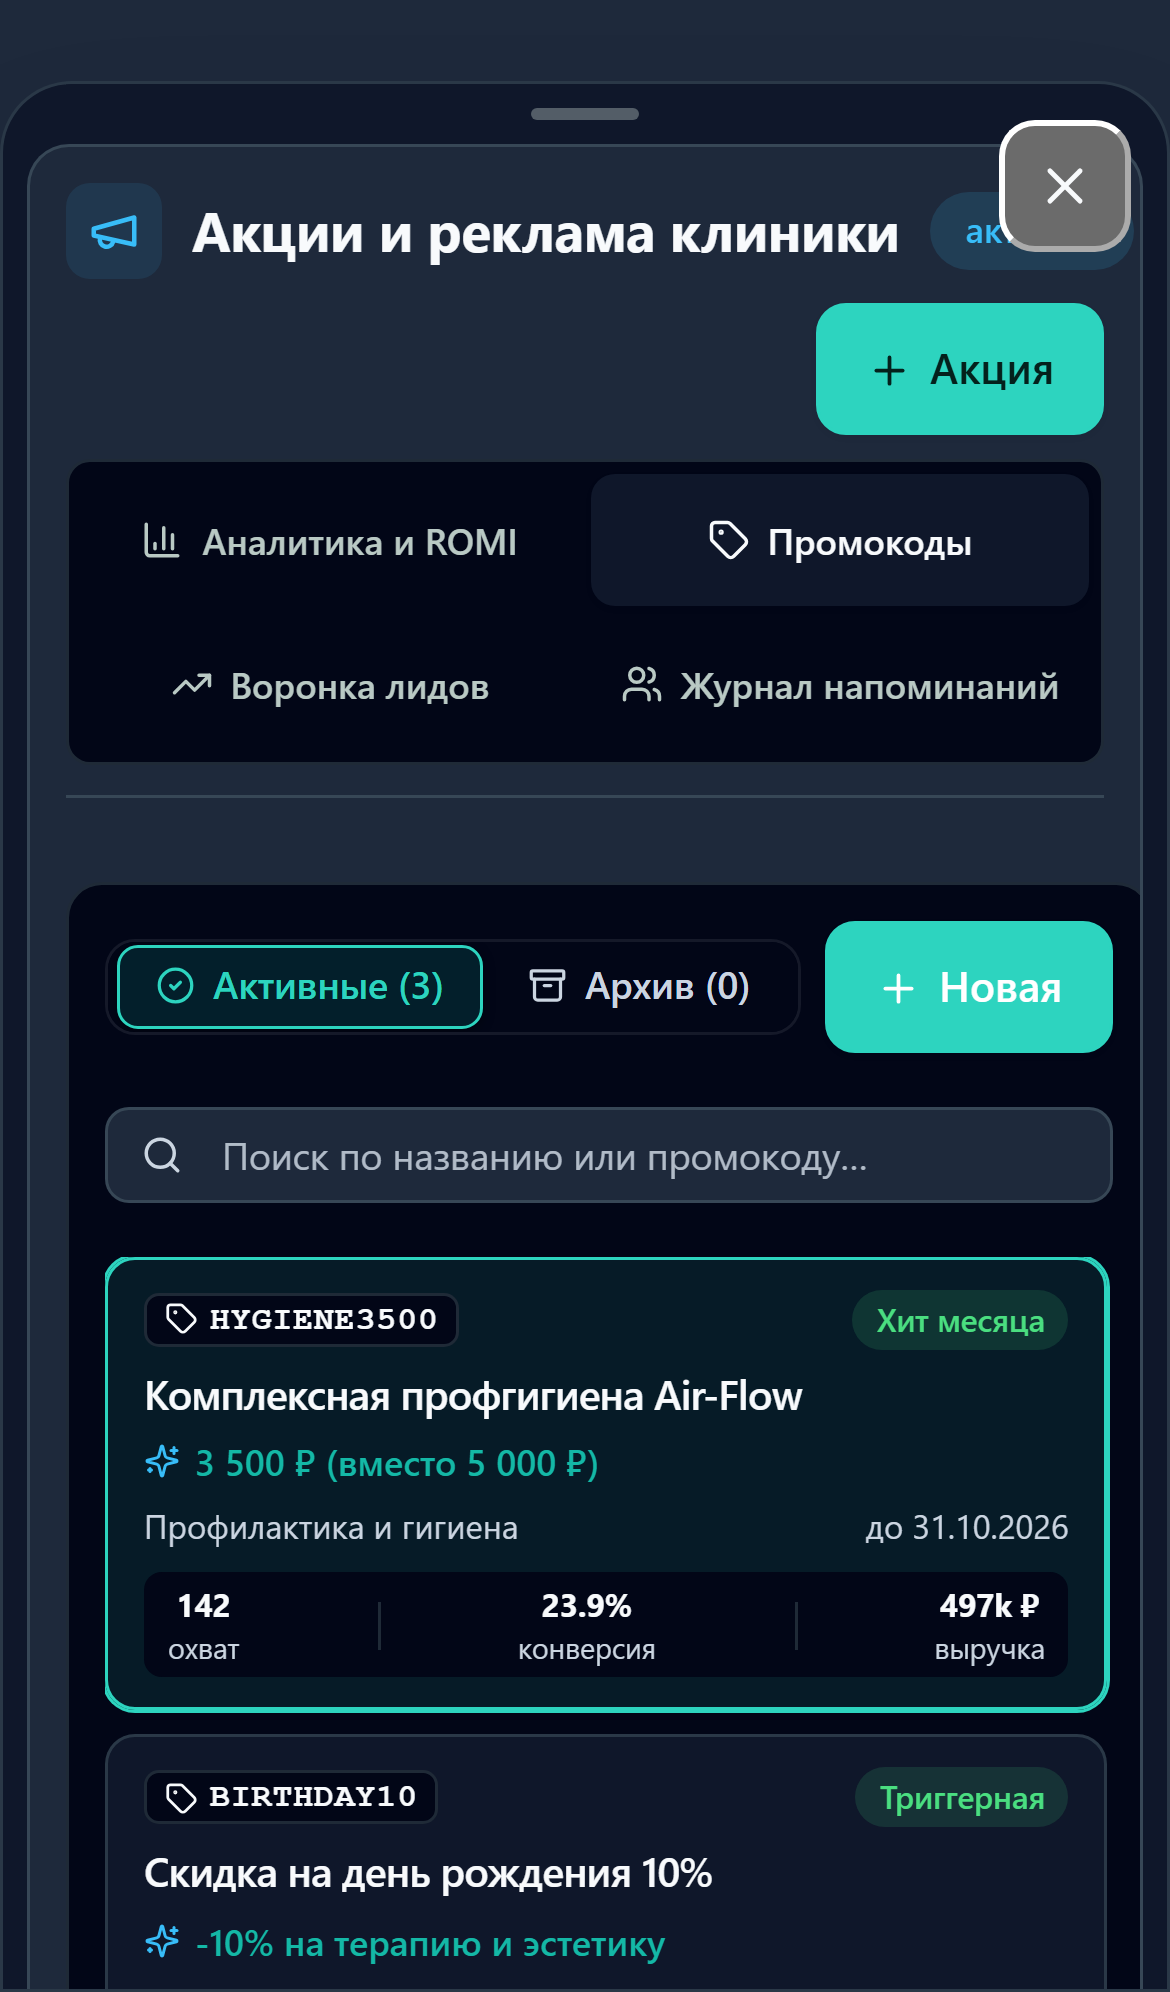 Акции и реклама клиники
+ Акция
Аналитика и ROMI
Промокоды
Воронка лидов
Журнал напоминаний
Активные (3)
Архив (0)
+ Новая
Поиск по названию или промокоду...
HYGIENE3500
Хит месяца
Комплексная профгигиена Air-Flow
3 500 ₽ (вместо 5 000 ₽)
Профилактика и гигиена
до 31.10.2026
142
23.9%
497k ₽
охват
конверсия
выручка
BIRTHDAY10
Триггерная
Скидка на день рождения 10%
-10% на терапию и эстетику